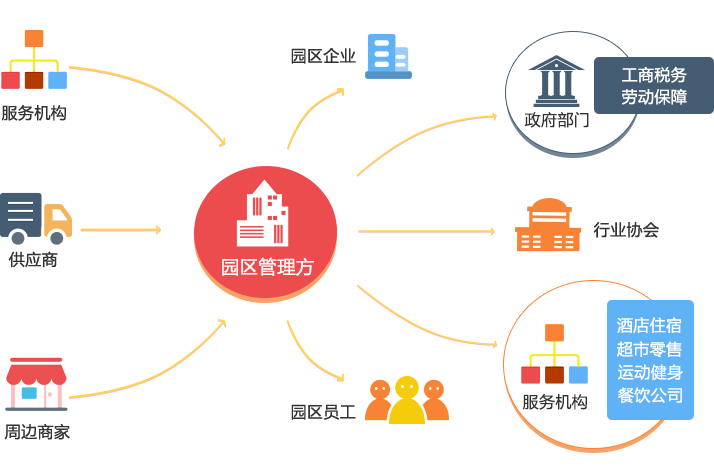 服务机构
供应商
周边商家
园区管理方
园区企业
政府部门
工商税务
劳动保障
行业协会
服务机构
酒店住宿
超市零售
运动健身
餐饮公司
园区员工